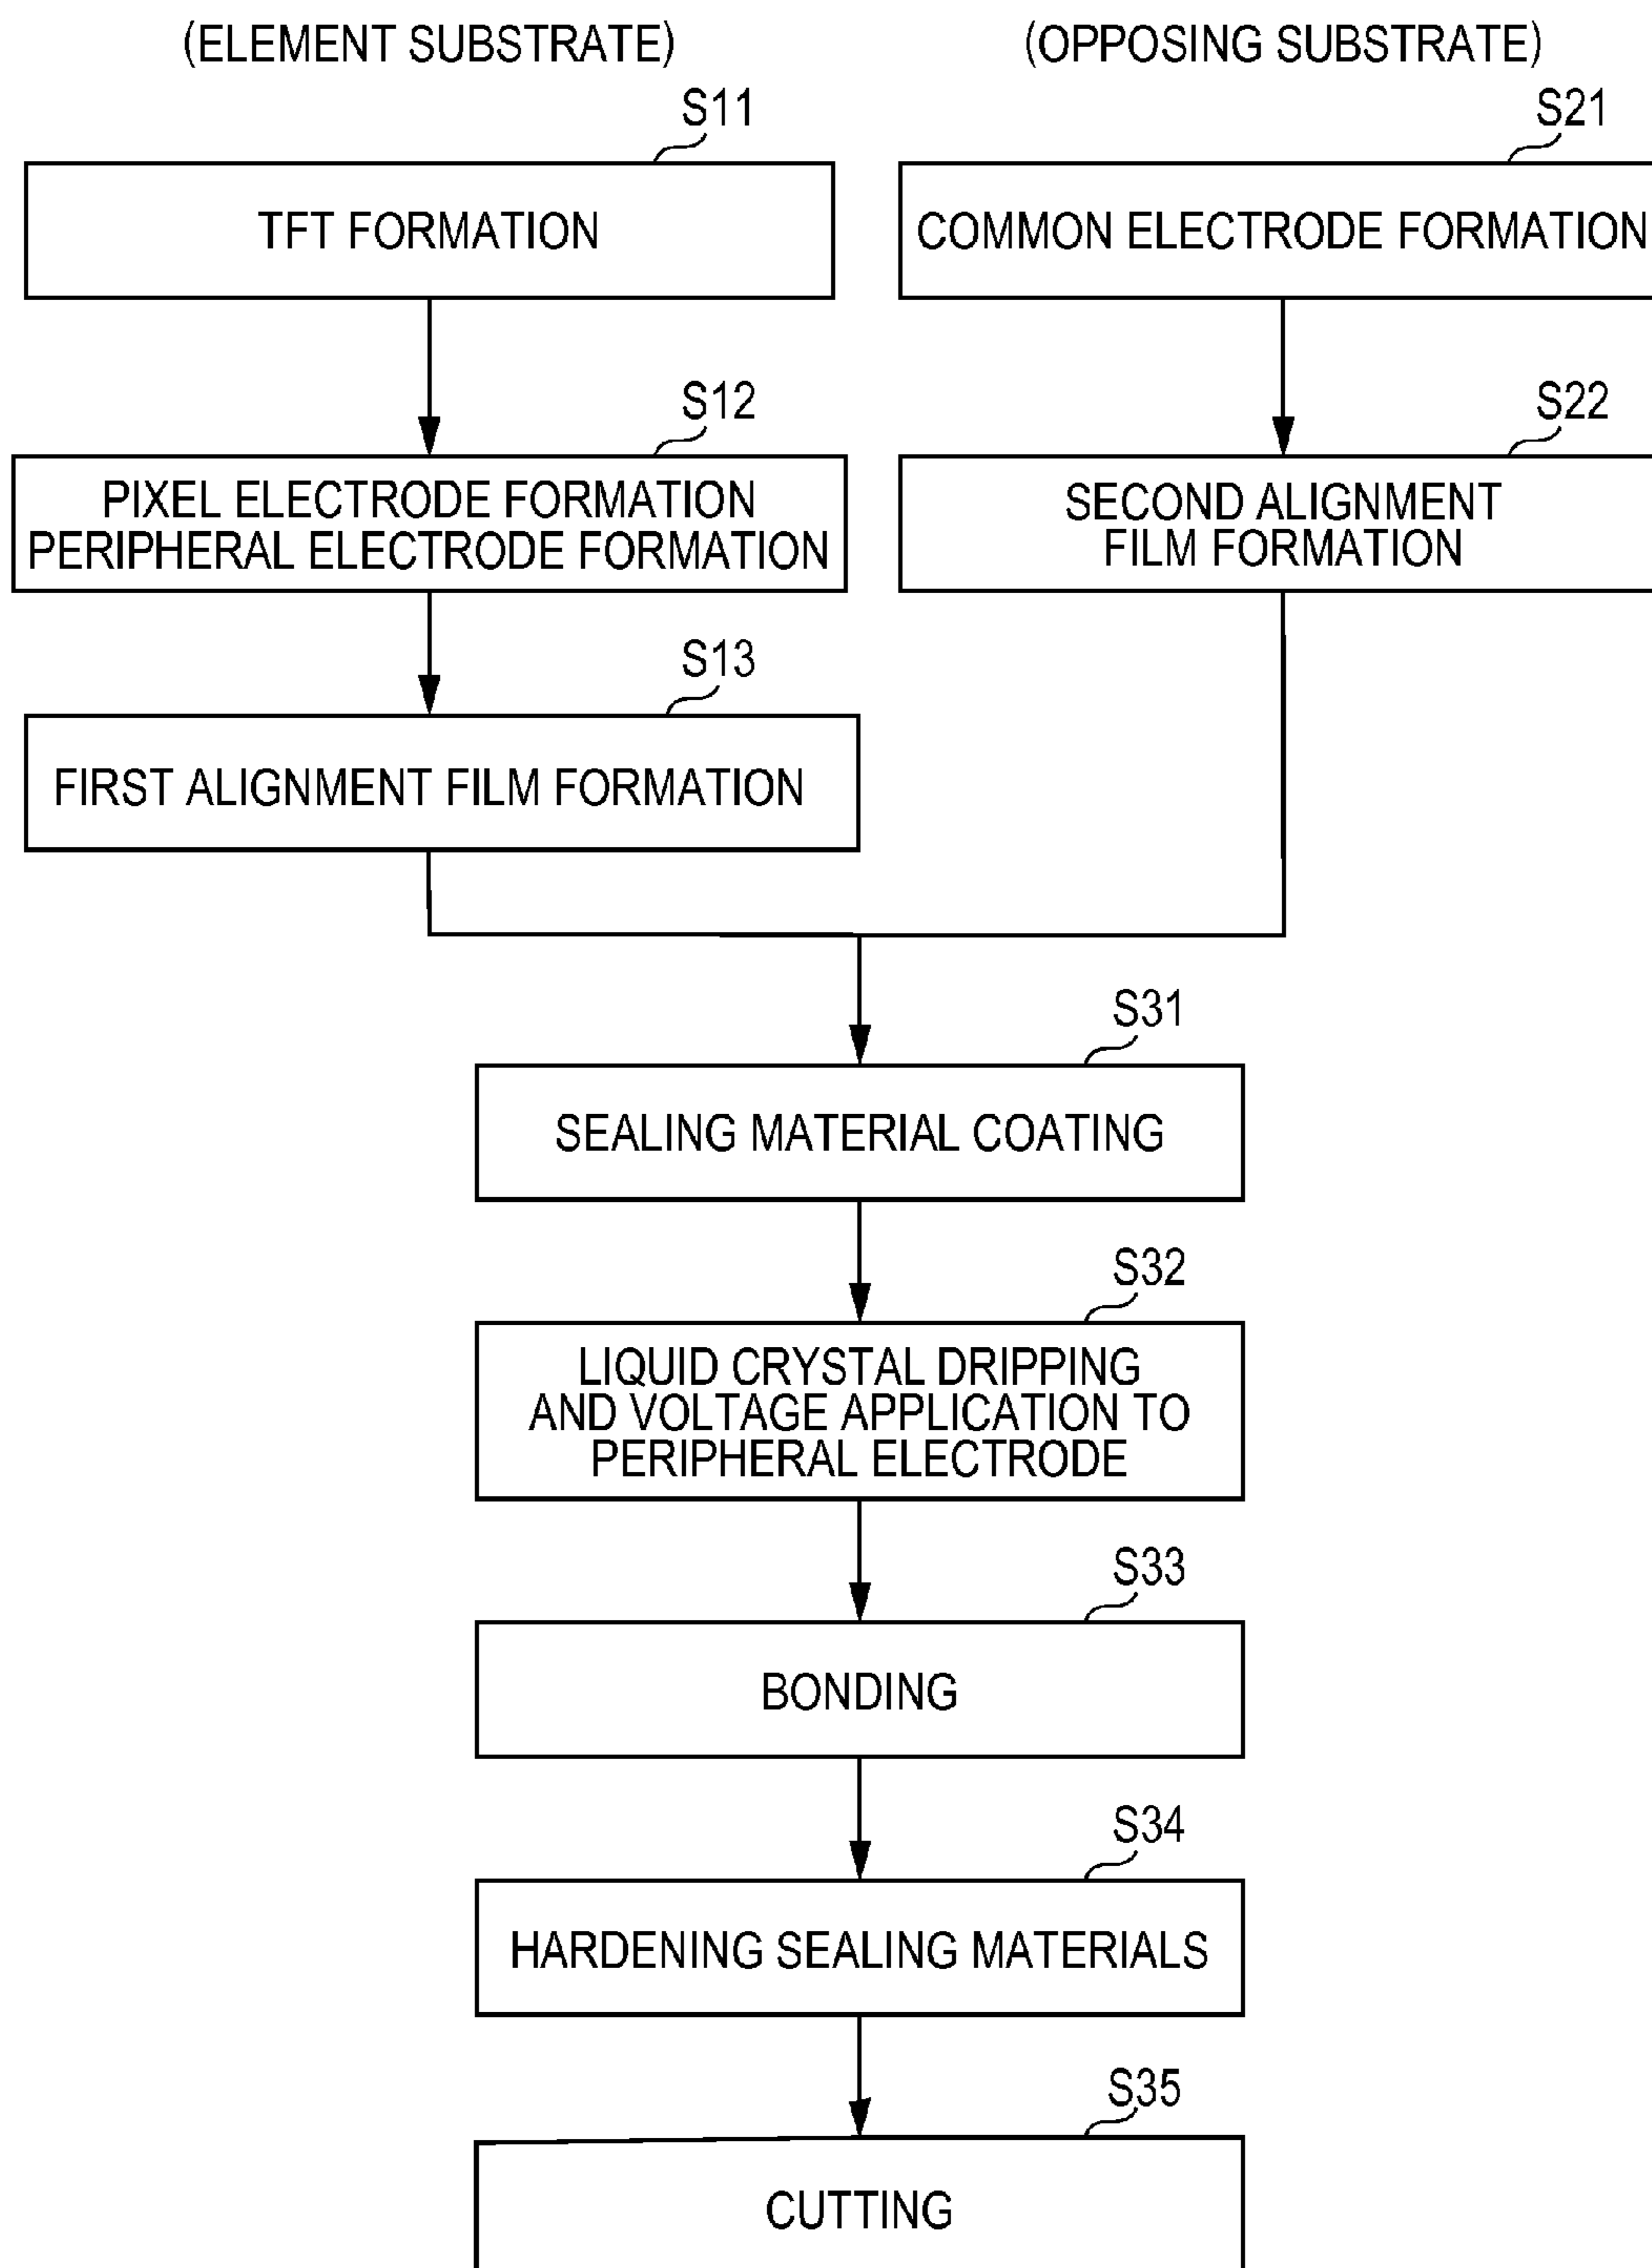 (ELEMENT SUBSTRATE)
(OPPOSING SUBSTRATE)
S11
S21
TFT FORMATION
COMMON ELECTRODE FORMATION
S12
S22
PIXEL ELECTRODE FORMATION
PERIPHERAL ELECTRODE FORMATION
SECOND ALIGNMENT
FILM FORMATION
S13
FIRST ALIGNMENT FILM FORMATION
S31
SEALING MATERIAL COATING
S32
LIQUID CRYSTAL DRIPPING
AND VOLTAGE APPLICATION TO
PERIPHERAL ELECTRODE
S33
BONDING
S34
HARDENING SEALING MATERIALS
S35
CUTTING